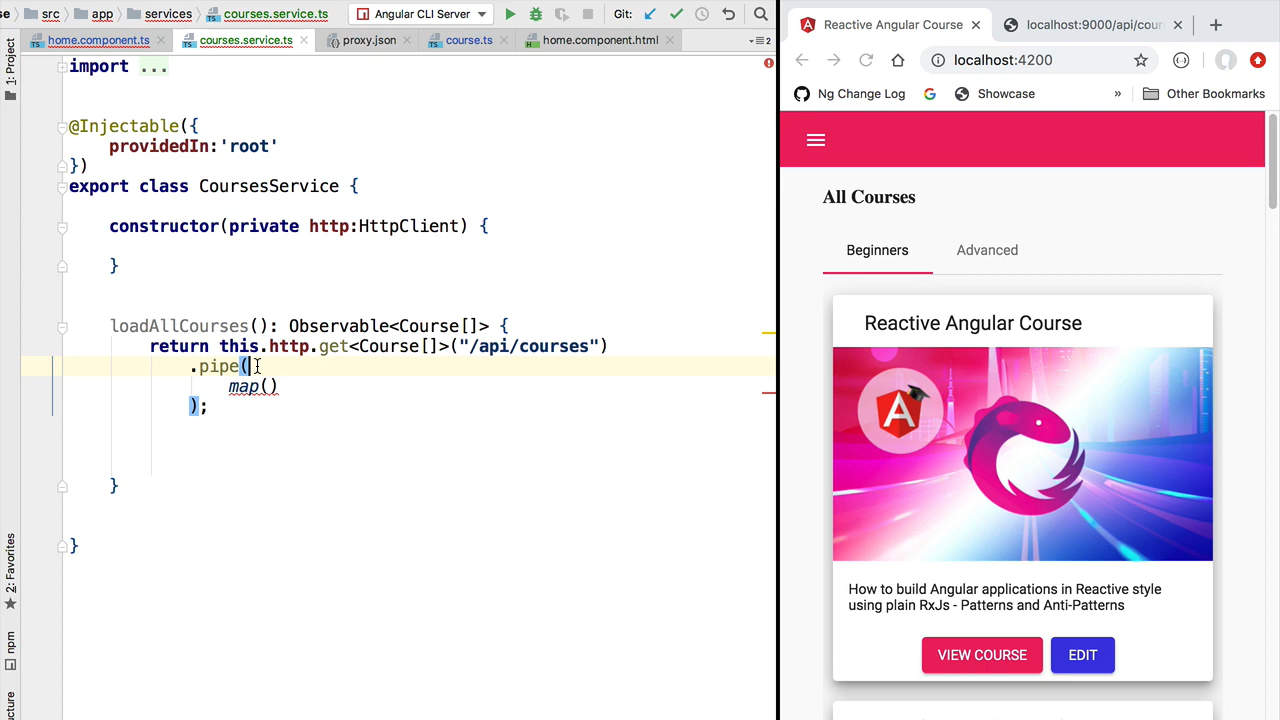 se
src
app
services
courses.service.ts
Angular CLI Server
Git:
home.component.ts
courses.service.ts
proxy.json
course.ts
home.component.html
2
1: Project
2: Favorites
npm
import ...
@Injectable({
providedIn:'root'
})
export class CoursesService {
constructor(private http:HttpClient) {
}
loadAllCourses(): Observable<Course[]> {
return this.http.get<Course[]>("/api/courses")
.pipe(
map()
);
}
}
Reactive Angular Course
localhost:9000/api/cour
localhost:4200
Ng Change Log
Showcase
»
Other Bookmarks
All Courses
Beginners
Advanced
Reactive Angular Course
How to build Angular applications in Reactive style
using plain RxJs - Patterns and Anti-Patterns
VIEW COURSE
EDIT